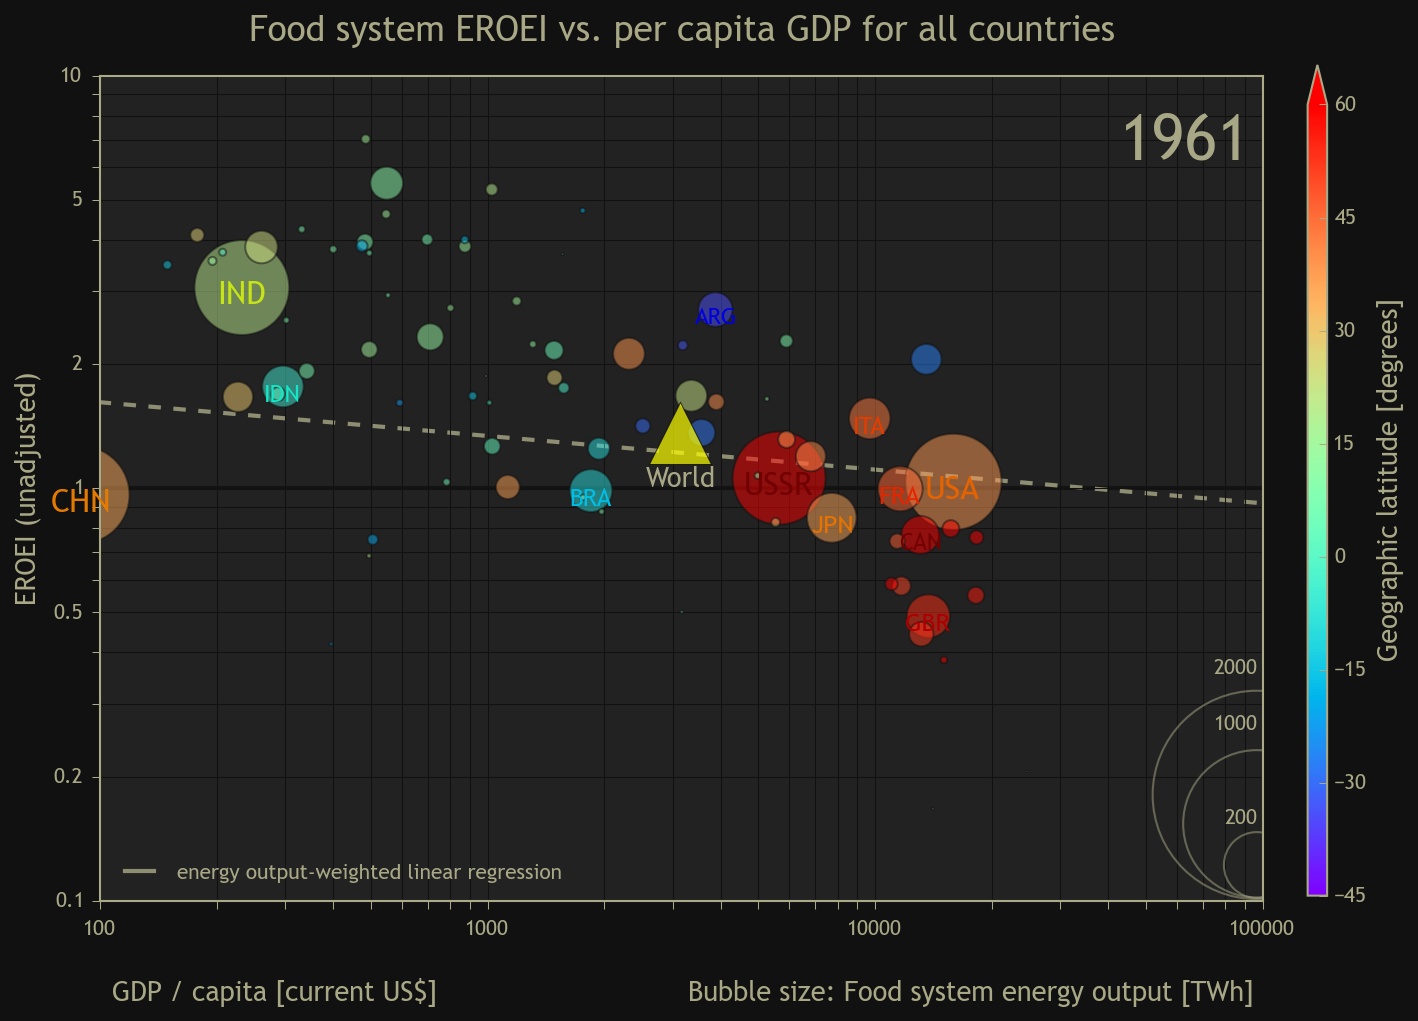 Food system EROEI vs. per capita GDP for all countries
1961
10
5
2
1
0.5
0.2
0.1
EROEI (unadjusted)
IND
IDN
CHN
BRA
ARG
World
USSR
JPN
ITA
FRA
USA
CAN
GBR
2000
1000
200
energy output-weighted linear regression
100
1000
10000
100000
GDP / capita [current US$]
Bubble size: Food system energy output [TWh]
60
45
30
15
0
−15
−30
−45
Geographic latitude [degrees]